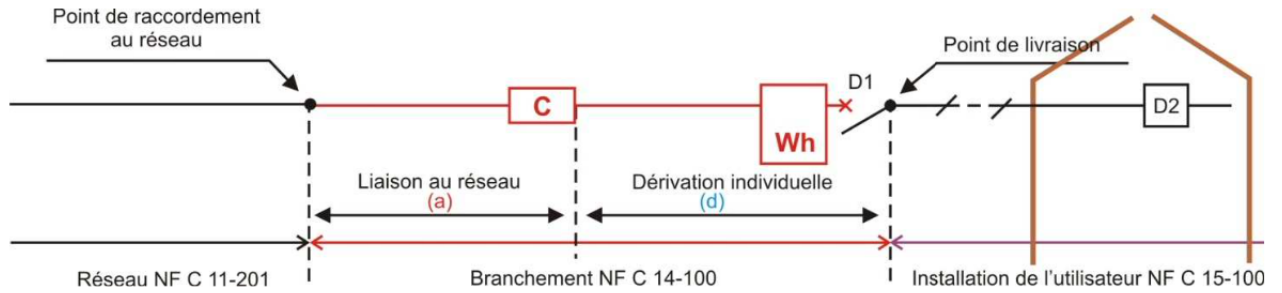 Point de raccordement
au réseau
Point de livraison
D1
C
Wh
D2
Liaison au réseau
(a)
Dérivation individuelle
(d)
Réseau NF C 11-201
Branchement NF C 14-100
Installation de l'utilisateur NF C 15-100